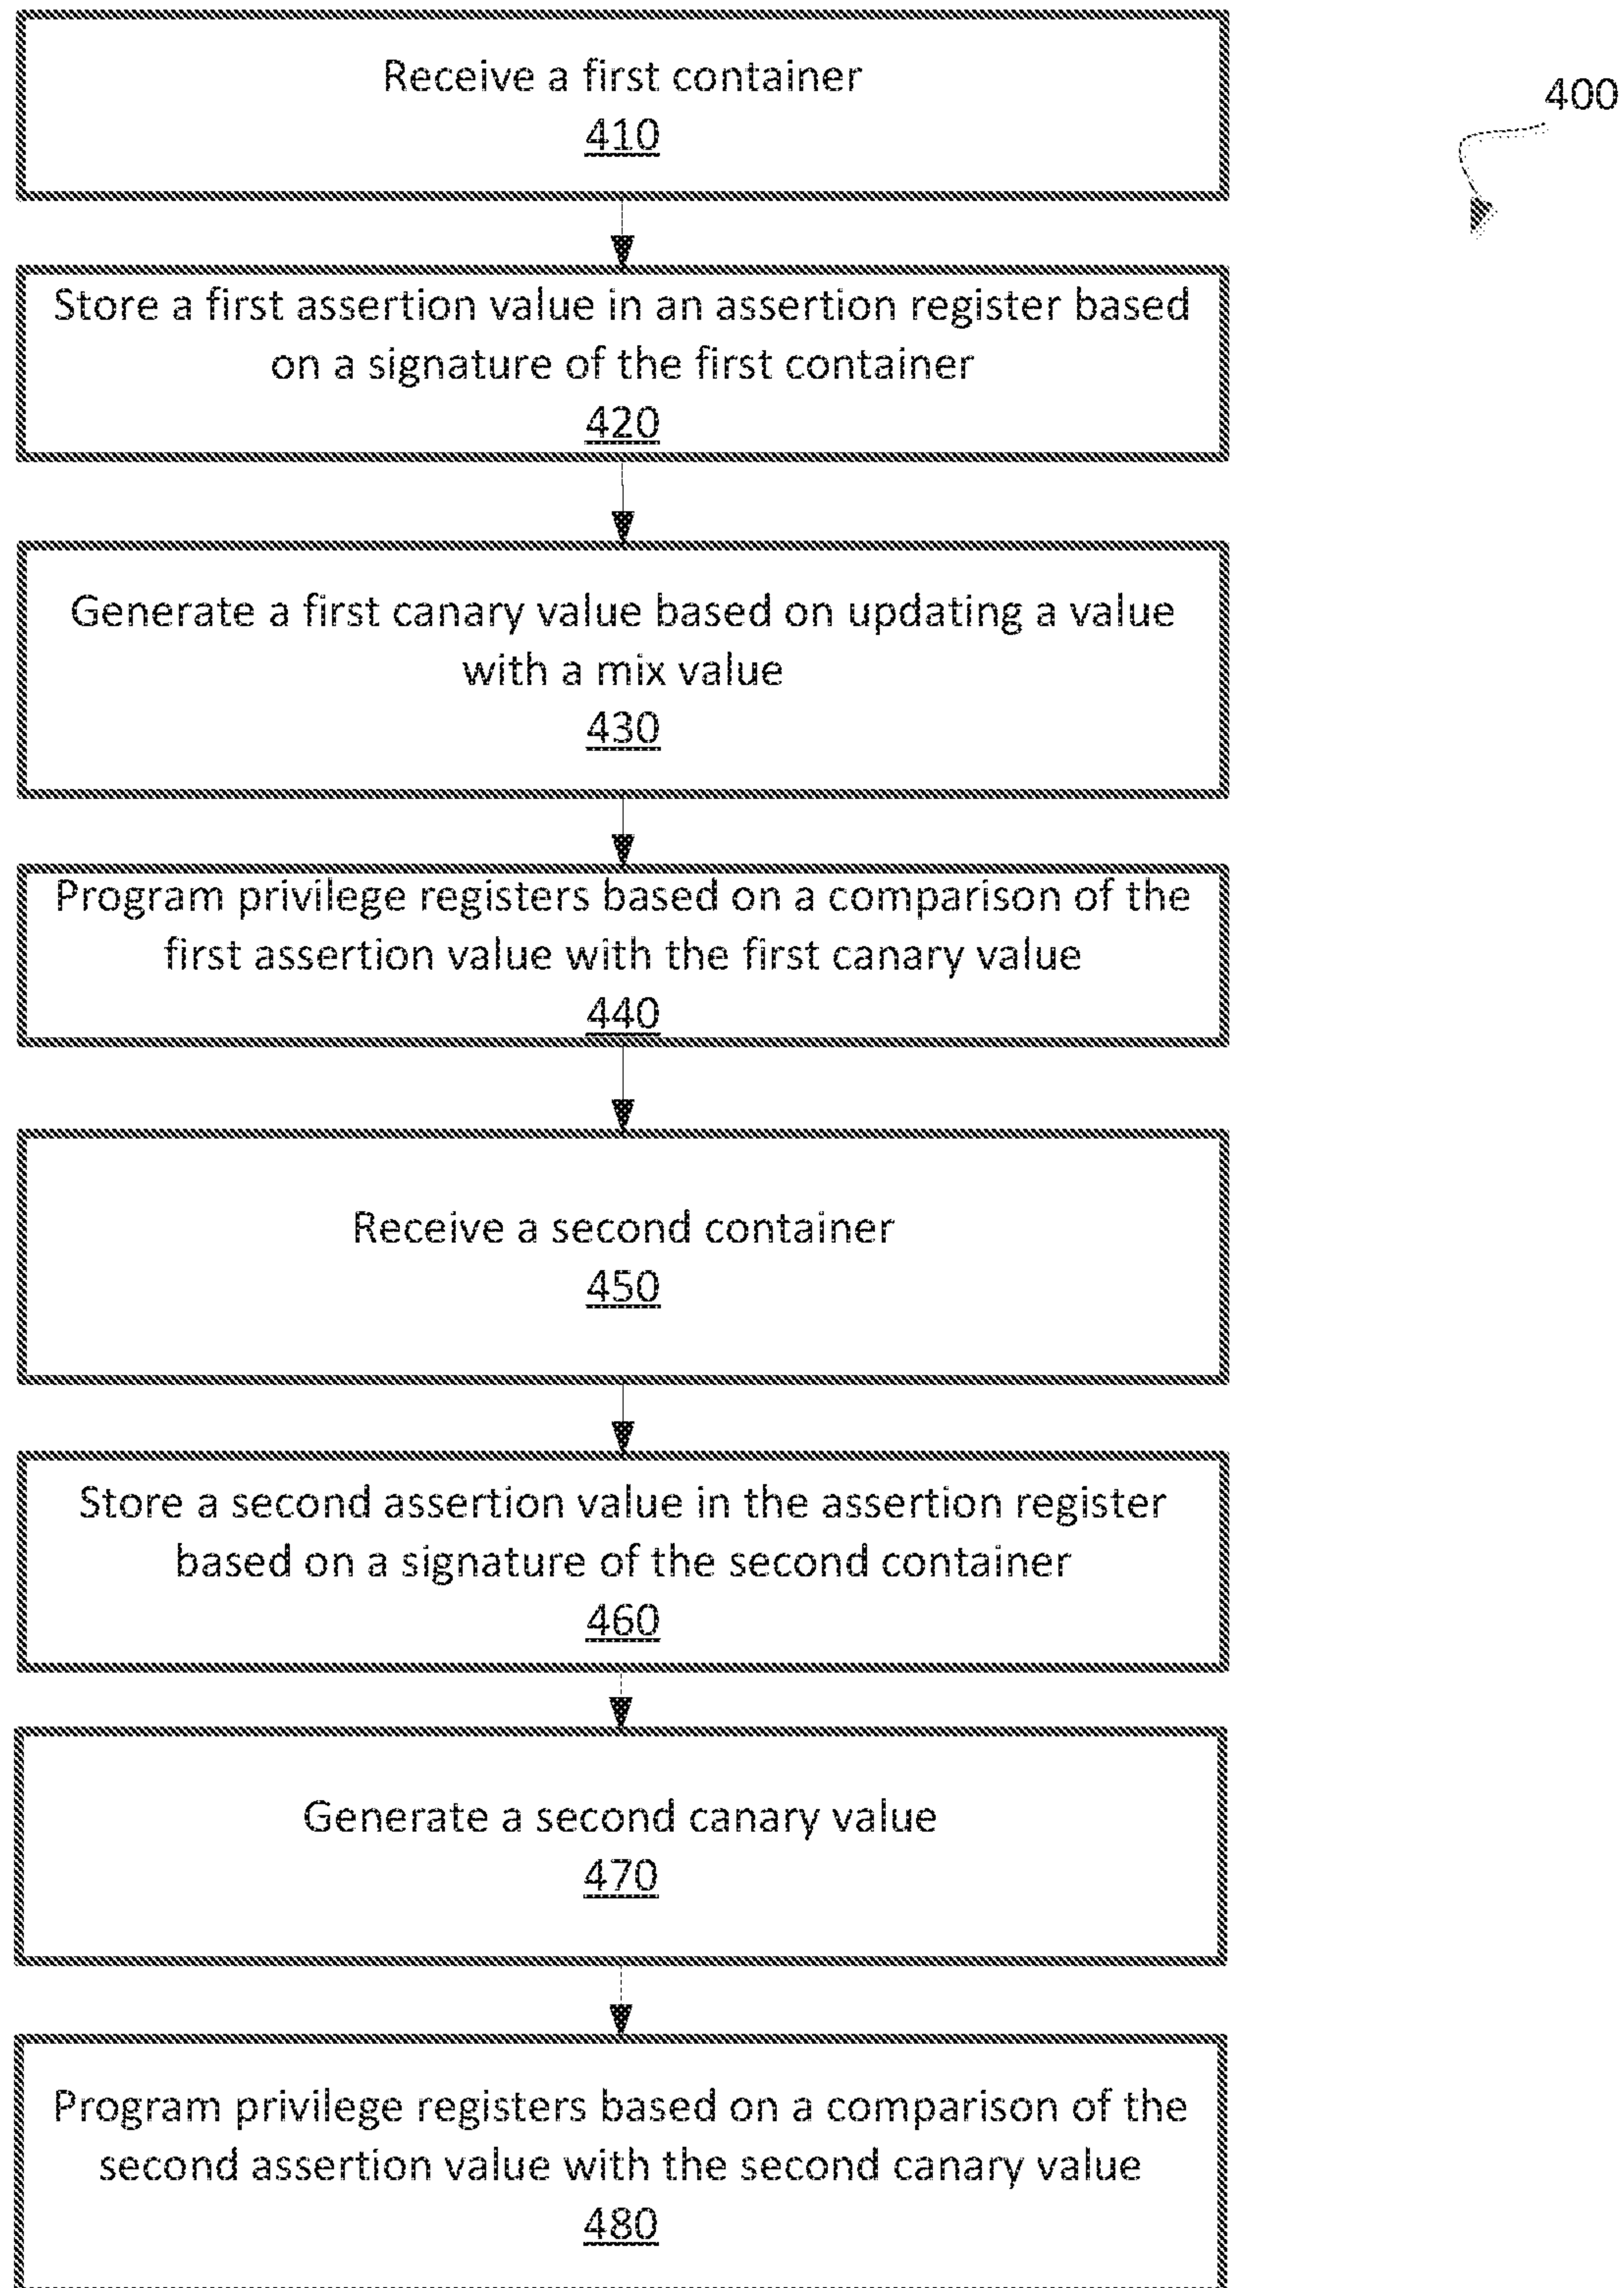 Receive a first container
410
400
Store a first assertion value in an assertion register based
on a signature of the first container
420
Generate a first canary value based on updating a value
with a mix value
430
Program privilege registers based on a comparison of the
first assertion value with the first canary value
440
Receive a second container
450
Store a second assertion value in the assertion register
based on a signature of the second container
460
Generate a second canary value
470
Program privilege registers based on a comparison of the
second assertion value with the second canary value
480